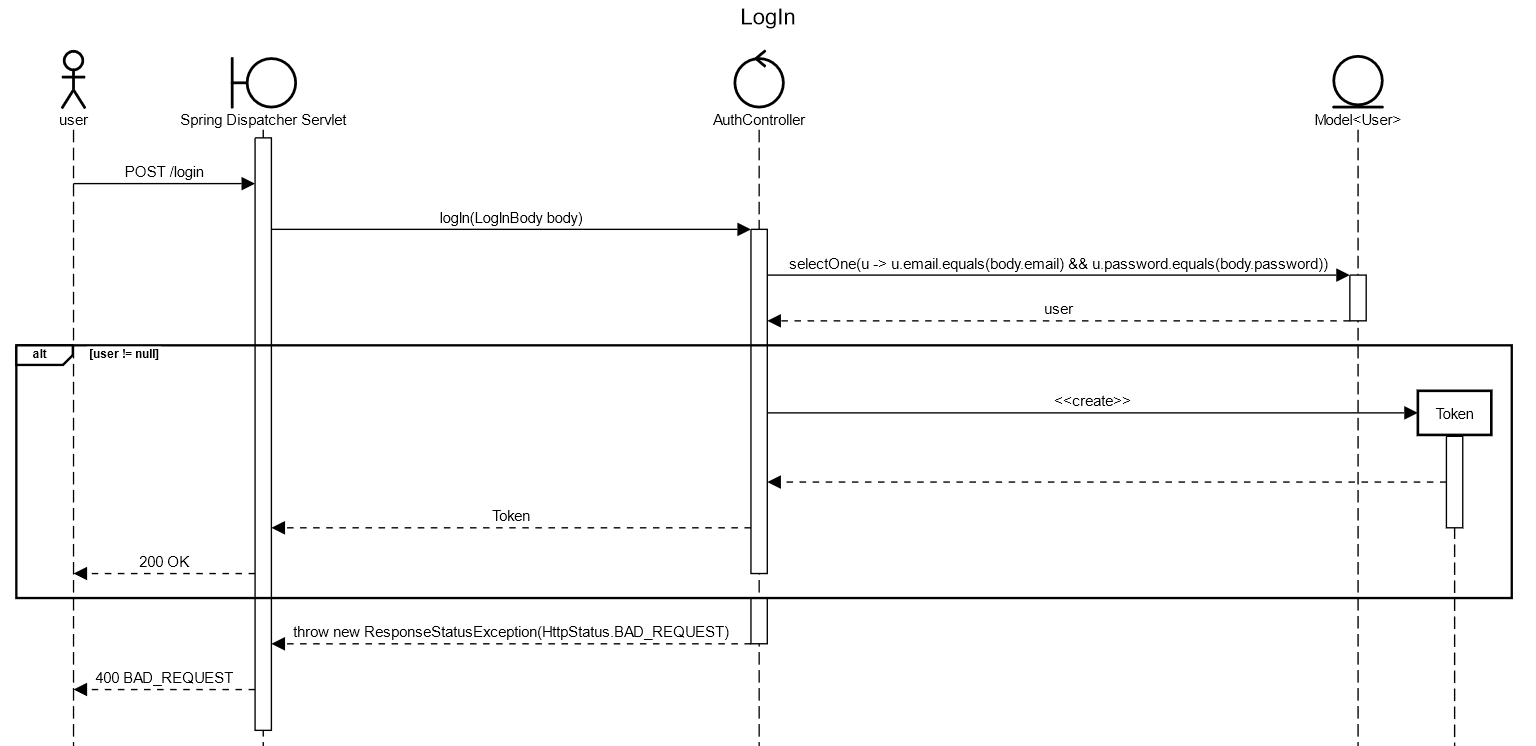 LogIn
user
Spring Dispatcher Servlet
AuthController
Model<User>
POST /login
logIn(LogInBody body)
selectOne(u -> u.email.equals(body.email) && u.password.equals(body.password))
user
alt
[user != null]
<<create>>
Token
Token
200 OK
throw new ResponseStatusException(HttpStatus.BAD_REQUEST)
400 BAD_REQUEST